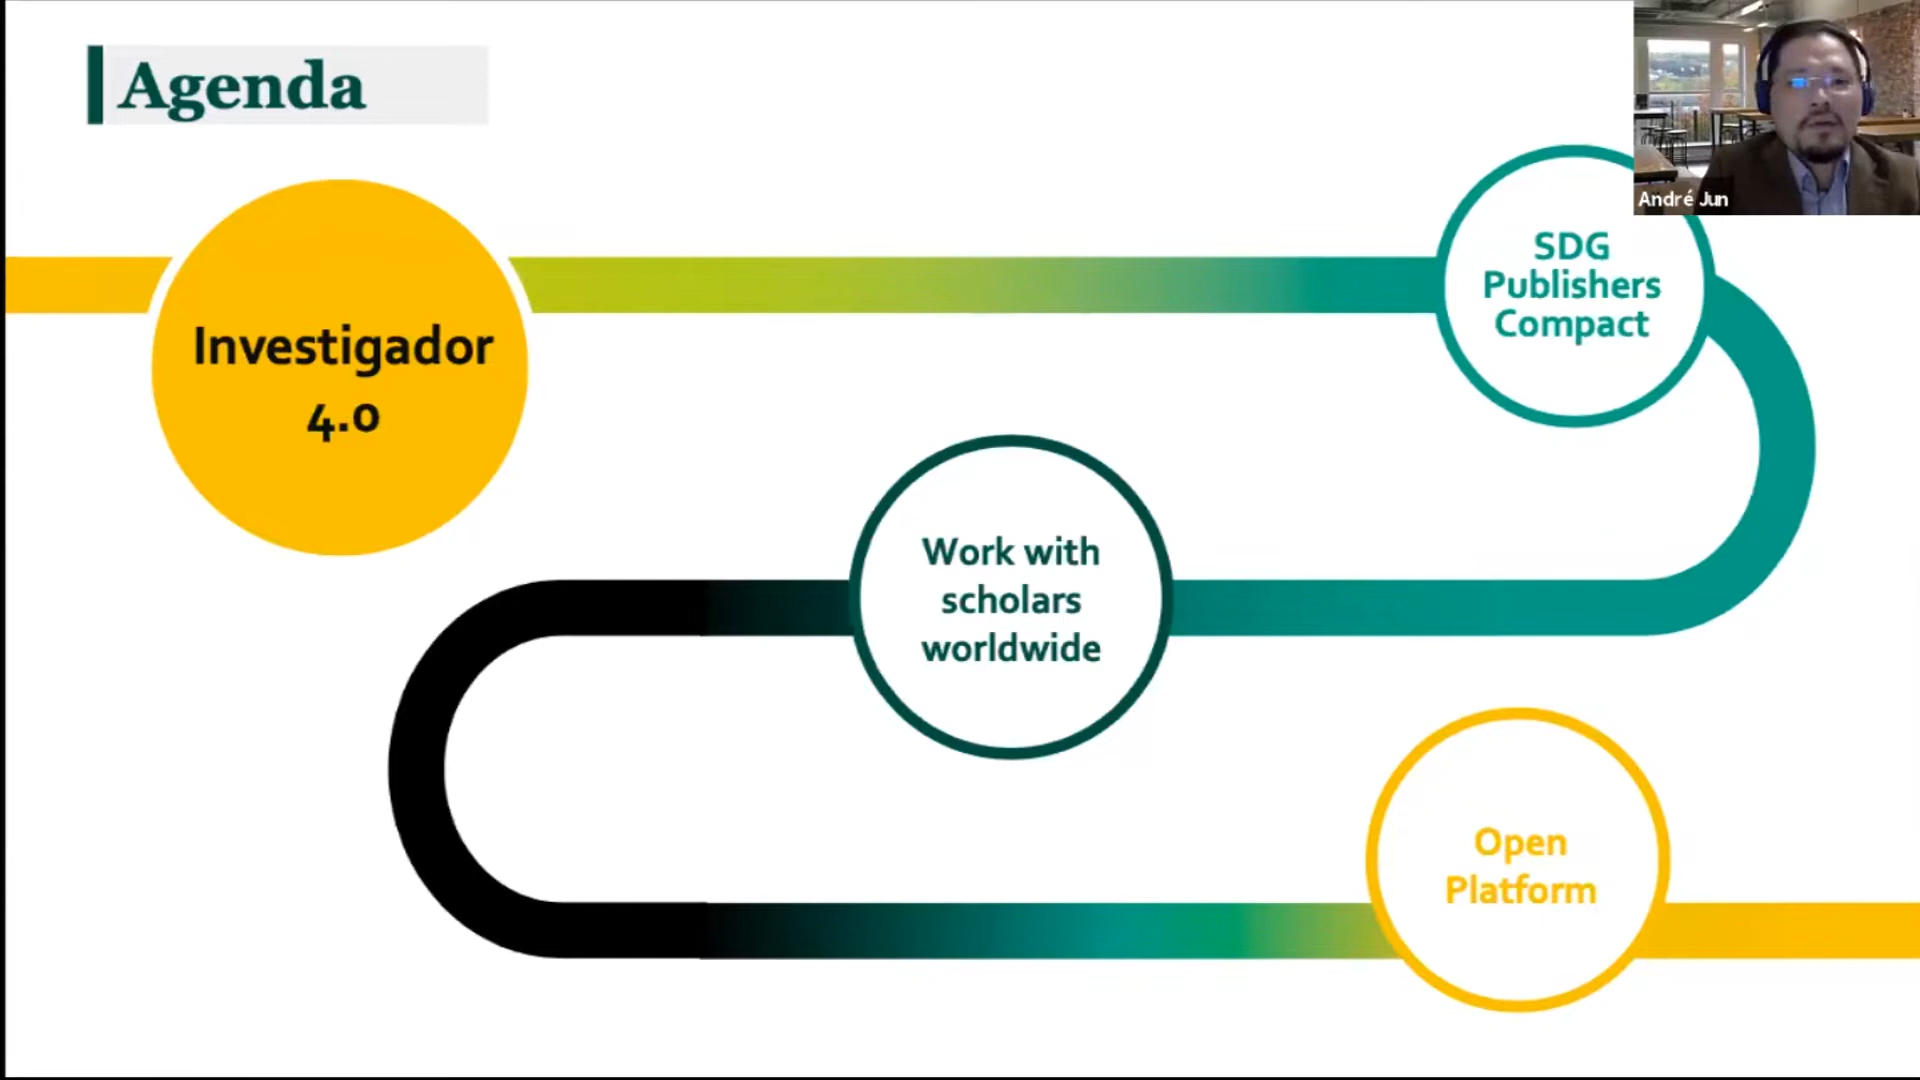 Agenda
André Jun
Investigador
4.0
SDG
Publishers
Compact
Work with
scholars
worldwide
Open
Platform